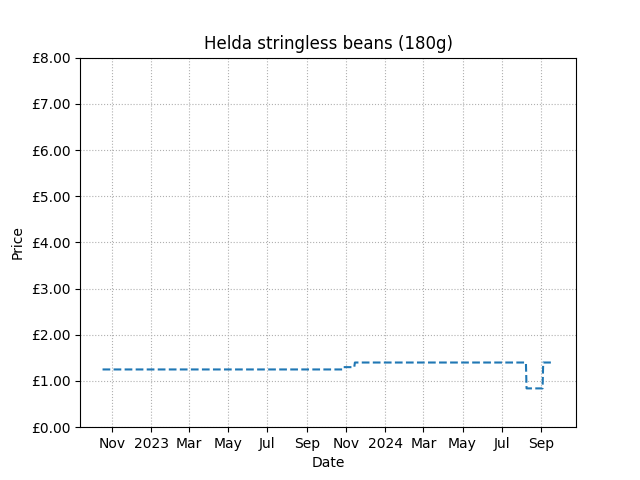 Helda stringless beans (180g)
£8.00
£7.00
£6.00
£5.00
£4.00
£3.00
£2.00
£1.00
£0.00
Price
Nov 2023 Mar May Jul Sep Nov 2024 Mar May Jul Sep
Date